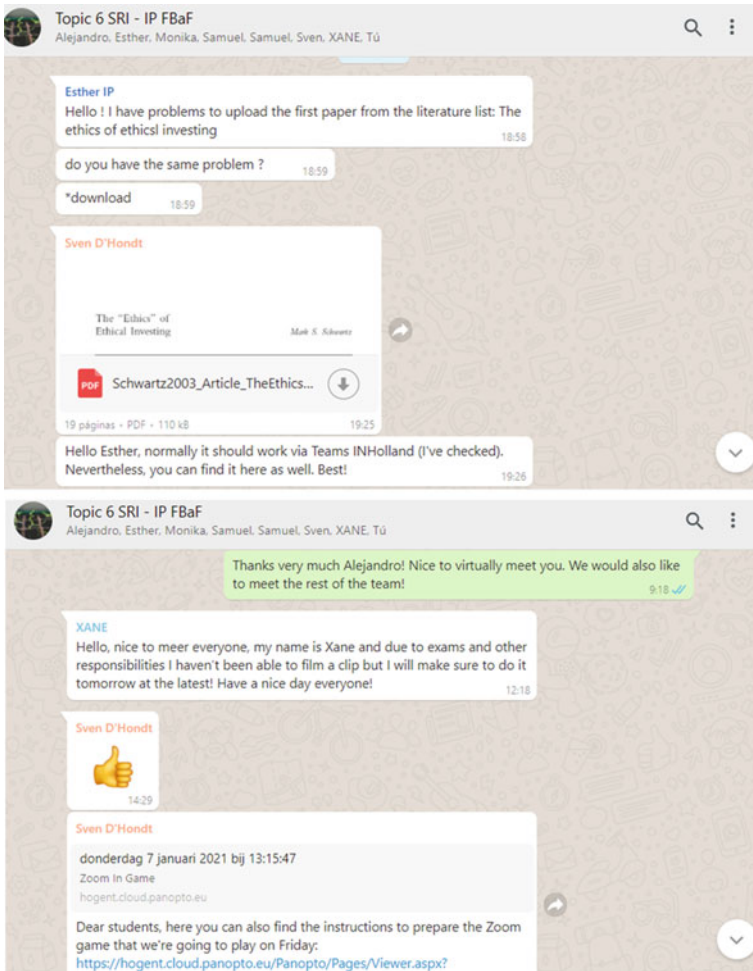 Topic 6 SRI - IP FBaF
Alejandro, Esther, Monika, Samuel, Samuel, Sven, XANE, Tú
Esther IP
Hello ! I have problems to upload the first paper from the literature list: The
ethics of ethicsl investing
18:58
do you have the same problem ?
18:59
*download
18:59
Sven D'Hondt
The "Ethics" of
Ethical Investing
Mark S. Schwartz
PDF
Schwartz2003_Article_TheEthics...
19 páginas • PDF • 110 kB
19:25
Hello Esther, normally it should work via Teams INHolland (I've checked).
Nevertheless, you can find it here as well. Best!
19:26
Topic 6 SRI - IP FBaF
Alejandro, Esther, Monika, Samuel, Samuel, Sven, XANE, Tú
Thanks very much Alejandro! Nice to virtually meet you. We would also like
to meet the rest of the team!
9:18
XANE
Hello, nice to meer everyone, my name is Xane and due to exams and other
responsibilities I haven't been able to film a clip but I will make sure to do it
tomorrow at the latest! Have a nice day everyone!
12:18
Sven D'Hondt
14:29
Sven D'Hondt
donderdag 7 januari 2021 bij 13:15:47
Zoom In Game
hogent.cloud.panopto.eu
Dear students, here you can also find the instructions to prepare the Zoom
game that we're going to play on Friday:
https://hogent.cloud.panopto.eu/Panopto/Pages/Viewer.aspx?